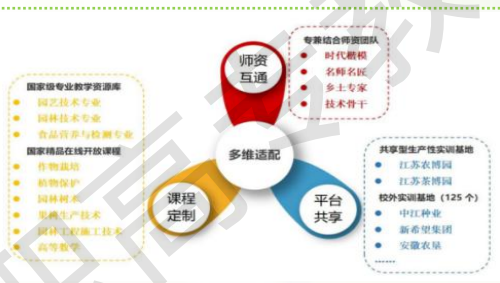 专兼结合师资团队
时代楷模
名师名匠
乡土专家
技术骨干
师资
互通
国家级专业教学资源库
园艺技术专业
园林技术专业
食品营养与检测专业
国家精品在线开放课程
作物栽培
植物保护
园林树木
果树生产技术
园林工程施工技术
高等数学
多维适配
课程
定制
平台
共享
共享型生产性实训基地
江苏农博园
江苏茶博园
校外实训基地（125 个）
中江种业
新希望集团
安徽农垦
......